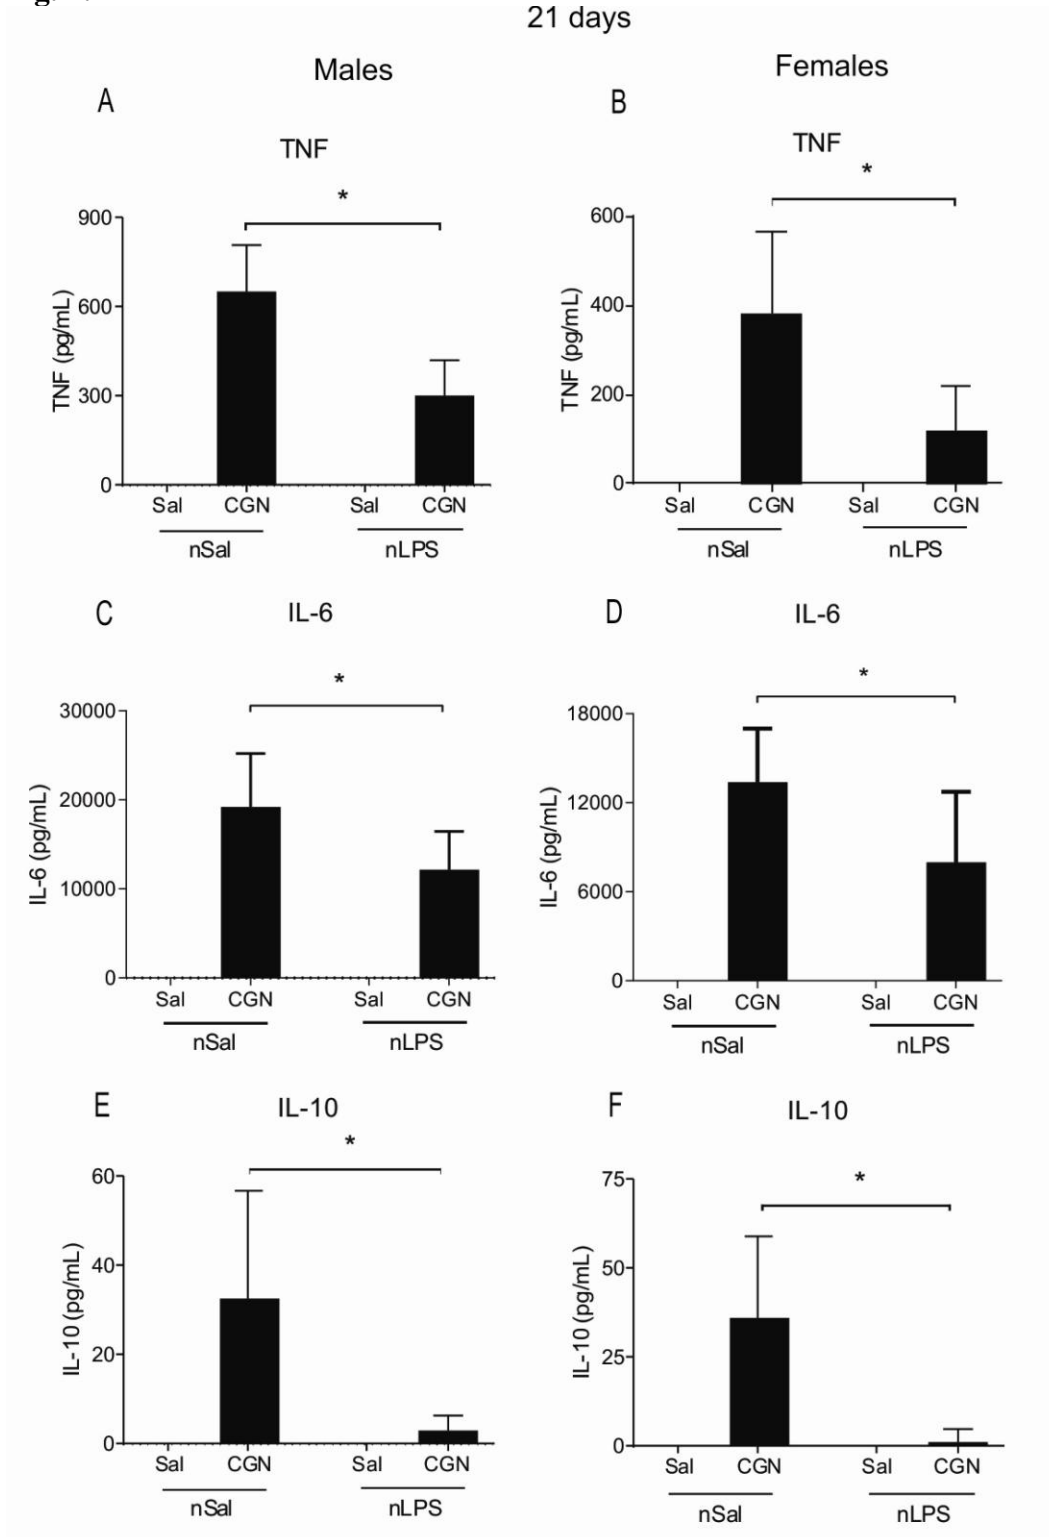 21 days
Males
Females
A
B
TNF
TNF
*
*
900
600
300
0
TNF (pg/mL)
600
400
200
0
TNF (pg/mL)
Sal CGN Sal CGN
nSal nLPS
Sal CGN Sal CGN
nSal nLPS
C
D
IL-6
IL-6
*
*
30000
20000
10000
0
IL-6 (pg/mL)
18000
12000
6000
0
IL-6 (pg/mL)
Sal CGN Sal CGN
nSal nLPS
Sal CGN Sal CGN
nSal nLPS
E
F
IL-10
IL-10
*
*
60
40
20
0
IL-10 (pg/mL)
75
50
25
0
IL-10 (pg/mL)
Sal CGN Sal CGN
nSal nLPS
Sal CGN Sal CGN
nSal nLPS